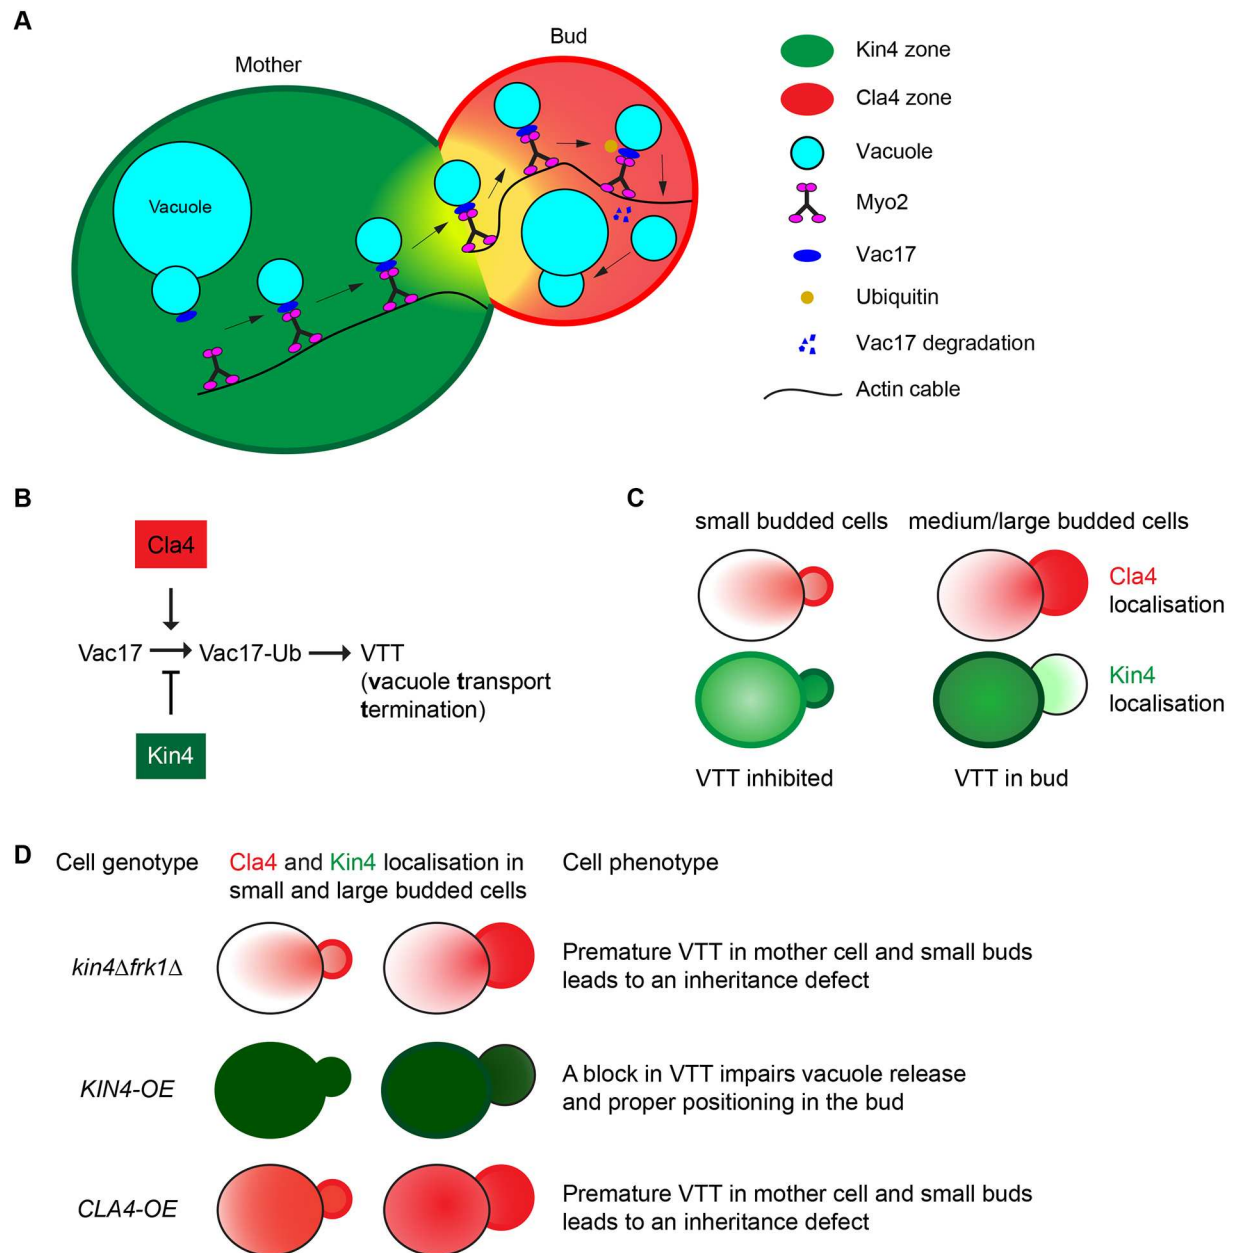 A
Mother
Bud
Vacuole
Kin4 zone
Cla4 zone
Vacuole
Myo2
Vac17
Ubiquitin
Vac17 degradation
Actin cable
B
Cla4
Vac17
Vac17-Ub
VTT
(vacuole transport
termination)
Kin4
C
small budded cells
medium/large budded cells
Cla4
localisation
Kin4
localisation
VTT inhibited
VTT in bud
D
Cell genotype
Cla4 and Kin4 localisation in
small and large budded cells
Cell phenotype
kin4Δfrk1Δ
Premature VTT in mother cell and small buds
leads to an inheritance defect
KIN4-OE
A block in VTT impairs vacuole release
and proper positioning in the bud
CLA4-OE
Premature VTT in mother cell and small buds
leads to an inheritance defect